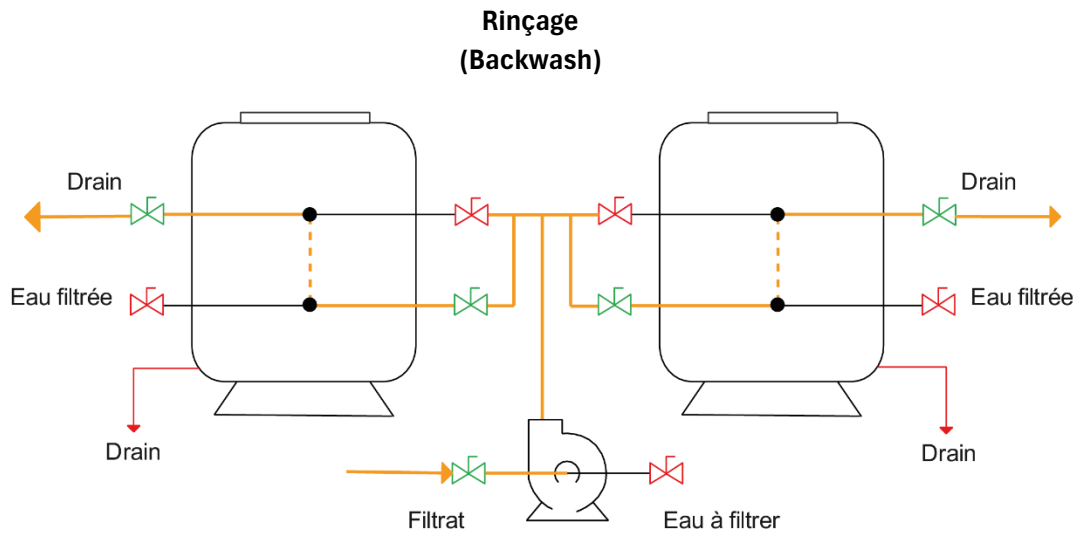 Rinçage
(Backwash)
Drain
Drain
Eau filtrée
Eau filtrée
Drain
Drain
Filtrat
Eau à filtrer